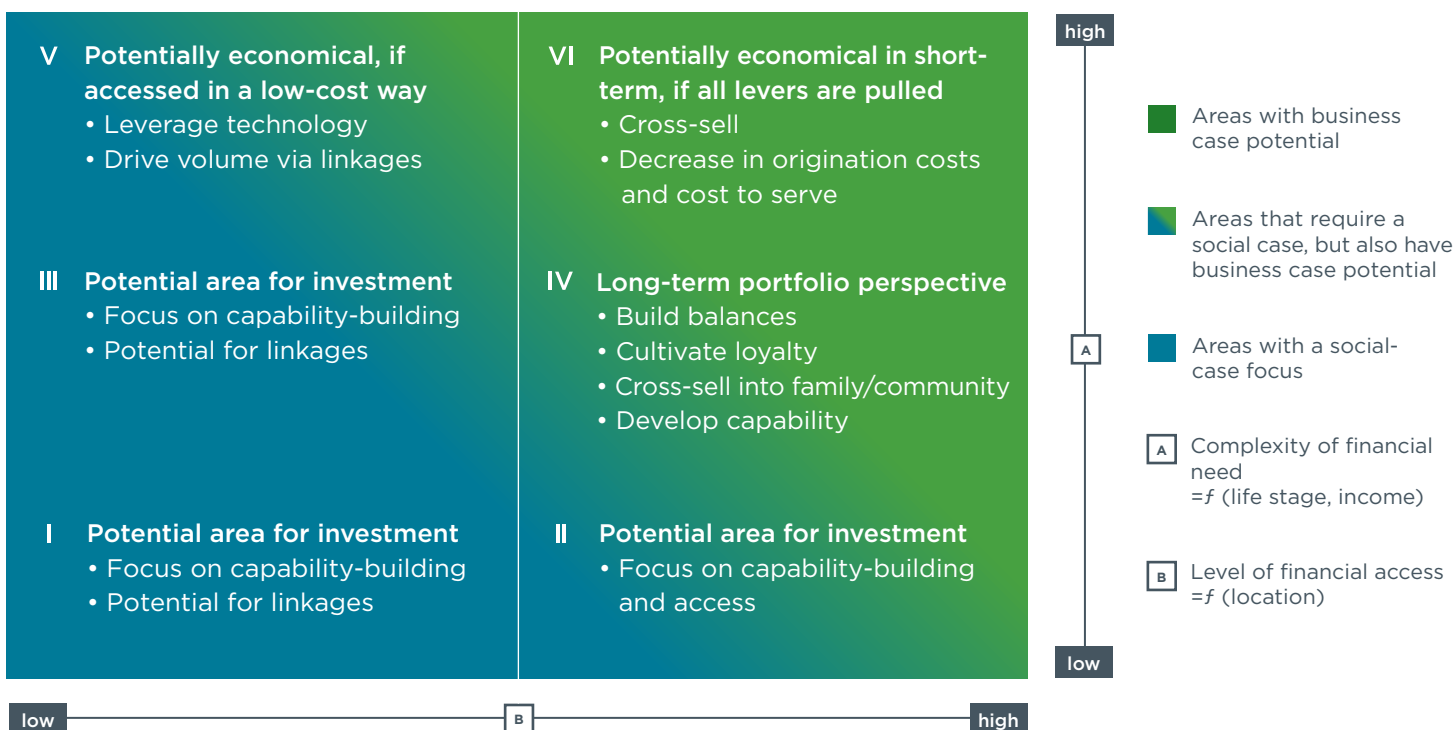 V Potentially economical, if
accessed in a low-cost way
• Leverage technology
• Drive volume via linkages
VI Potentially economical in short-
term, if all levers are pulled
• Cross-sell
• Decrease in origination costs
and cost to serve
III Potential area for investment
• Focus on capability-building
• Potential for linkages
IV Long-term portfolio perspective
• Build balances
• Cultivate loyalty
• Cross-sell into family/community
• Develop capability
I Potential area for investment
• Focus on capability-building
• Potential for linkages
II Potential area for investment
• Focus on capability-building
and access
low
B
high
high
A
low
Areas with business
case potential
Areas that require a
social case, but also have
business case potential
Areas with a social-
case focus
A Complexity of financial
need
=ƒ (life stage, income)
B Level of financial access
=ƒ (location)